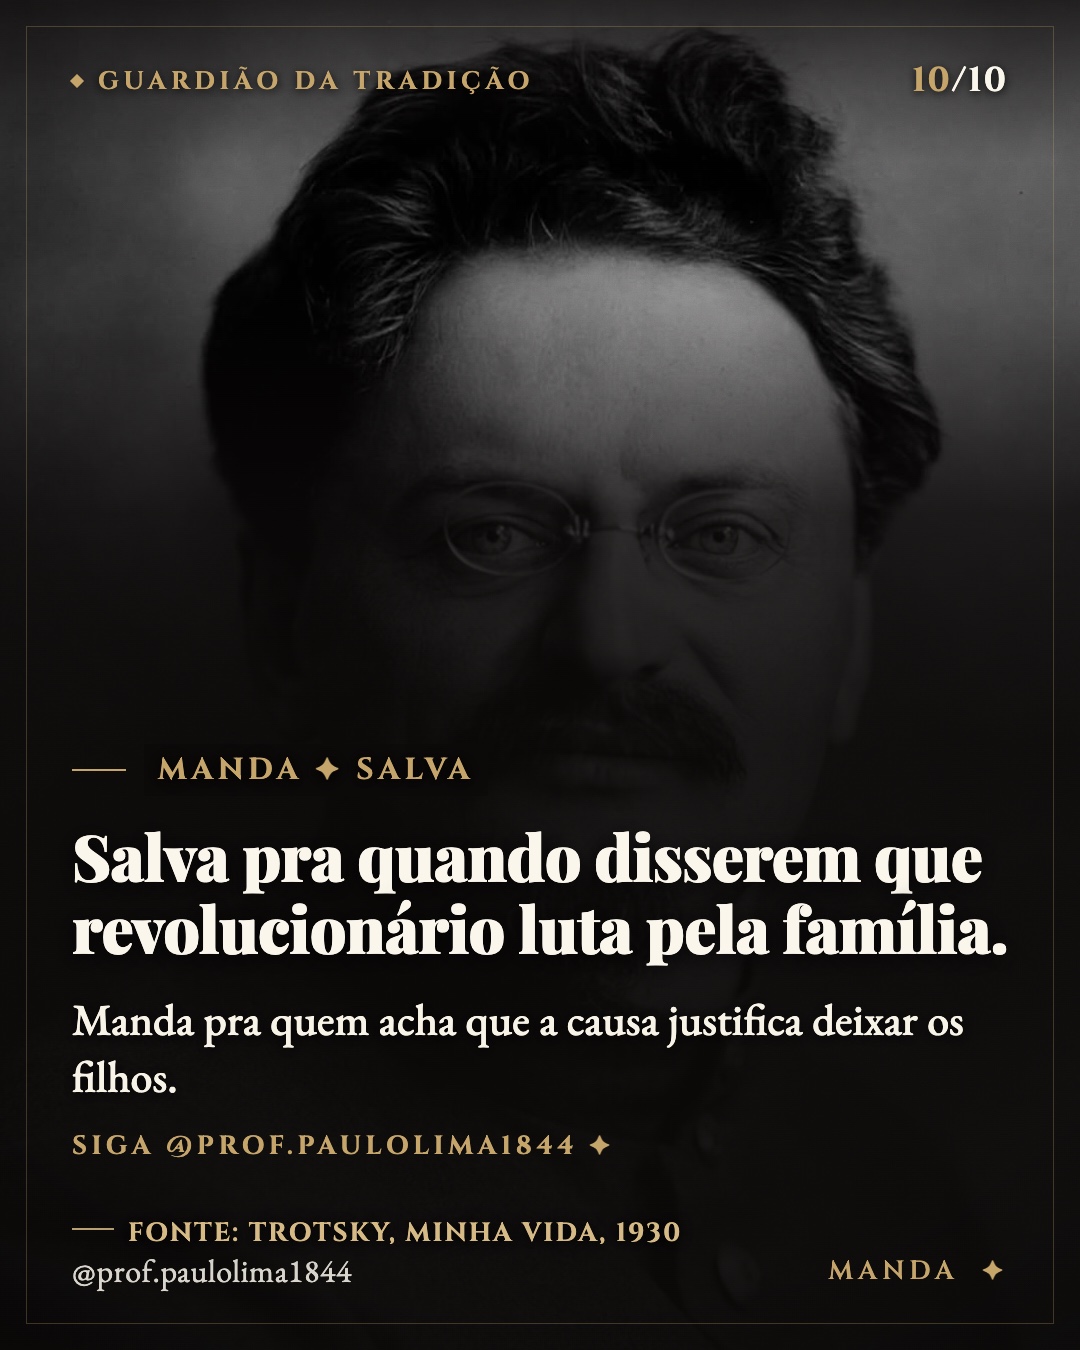 GUARDIÃO DA TRADIÇÃO
10/10
MANDA ✦ SALVA
Salva pra quando disserem que
revolucionário luta pela família.
Manda pra quem acha que a causa justifica deixar os
filhos.
SIGA @PROF.PAULOLIMA1844 ✦
FONTE: TROTSKY, MINHA VIDA, 1930
@prof.paulolima1844
MANDA ✦